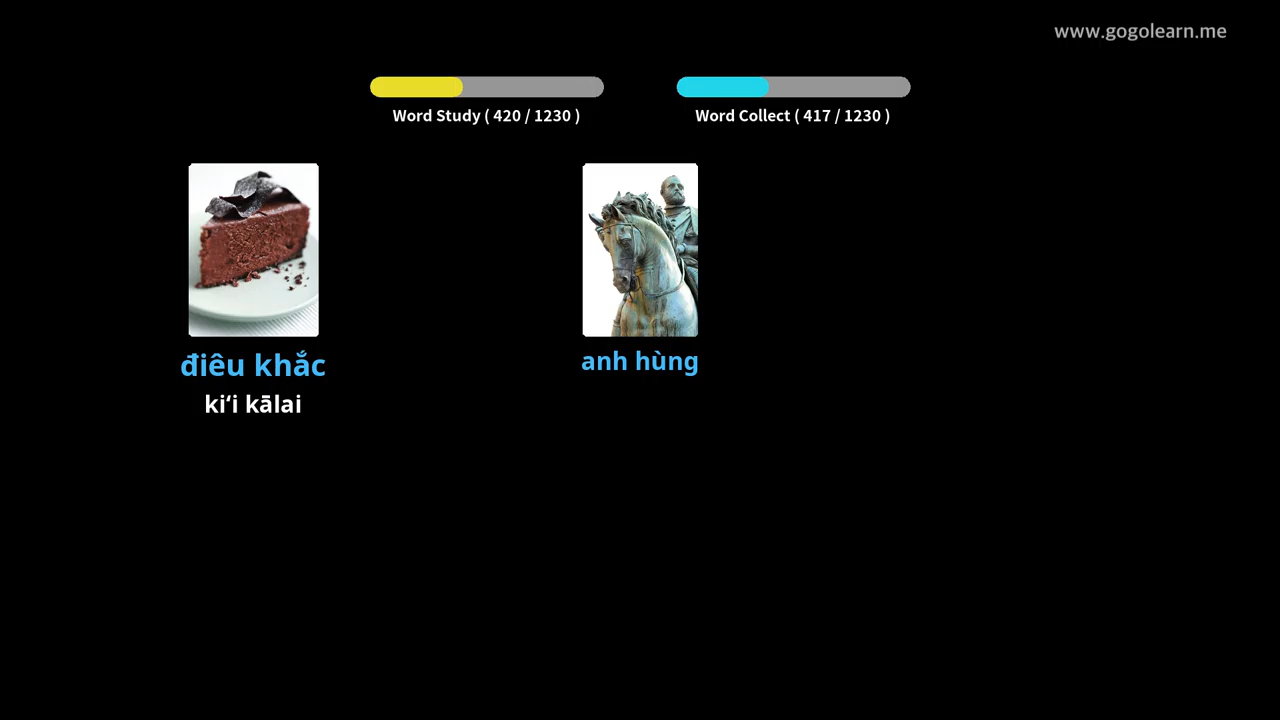 www.gogolearn.me
Word Study ( 420 / 1230 )
Word Collect ( 417 / 1230 )
điêu khắc
kiʻi kālai
anh hùng